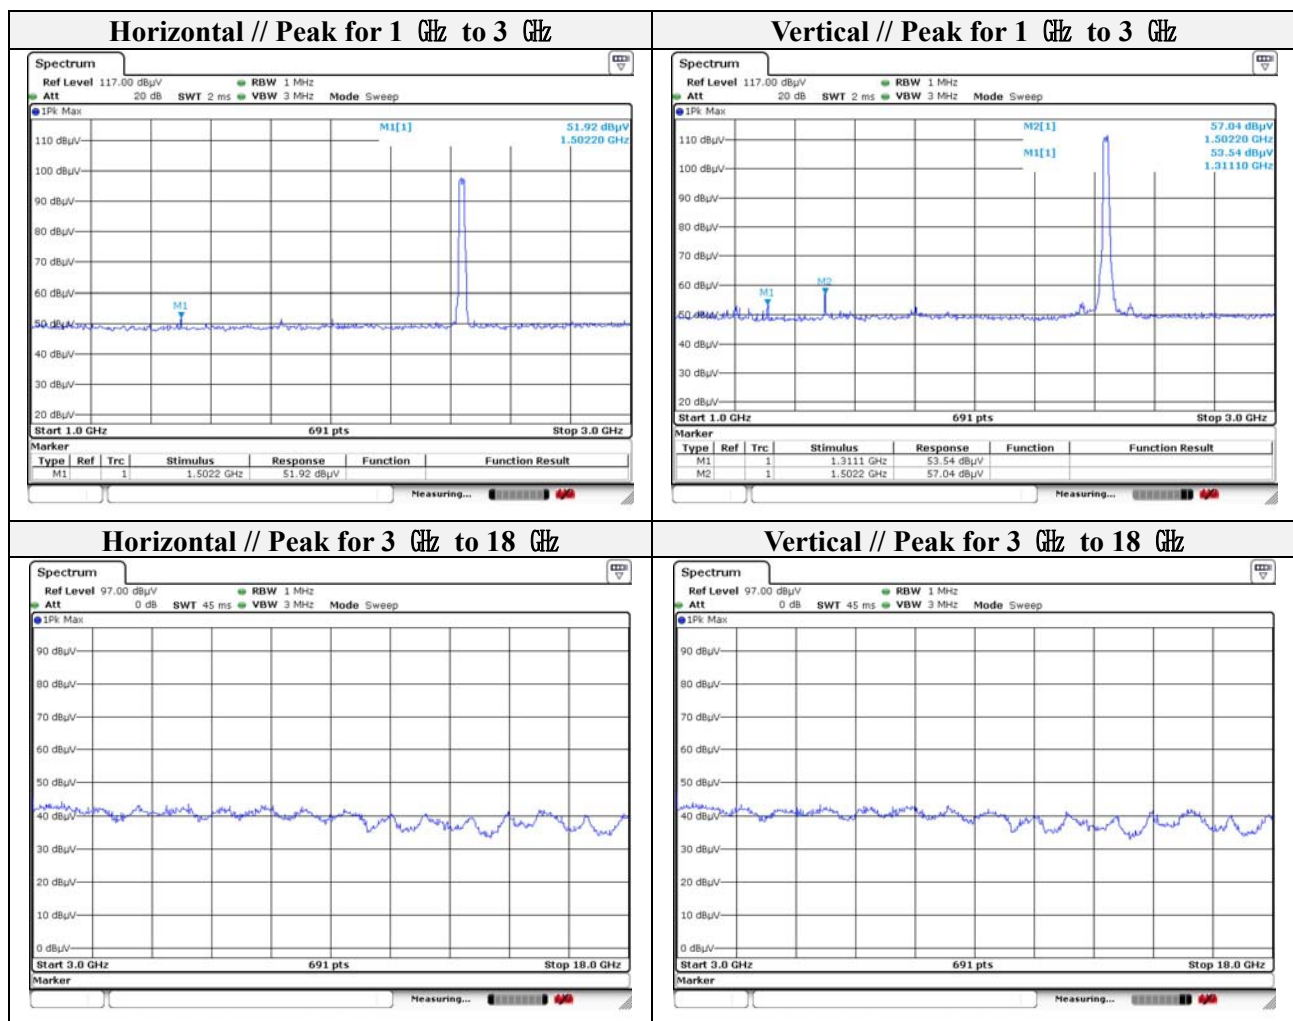 Horizontal // Peak for 1 ㎓ to 3 ㎓
Spectrum
Ref Level 117.00 dBµV RBW 1 MHz
Att 20 dB SWT 2 ms VBW 3 MHz Mode Sweep
1Pk Max
M1[1] 51.92 dBµV
1.50220 GHz
110 dBµV
100 dBµV
90 dBµV
80 dBµV
70 dBµV
60 dBµV
M1
50 dBµV
40 dBµV
30 dBµV
20 dBµV
Start 1.0 GHz 691 pts Stop 3.0 GHz
Marker
Type Ref Trc Stimulus Response Function Function Result
M1 1 1.5022 GHz 51.92 dBµV
Measuring...
Vertical // Peak for 1 ㎓ to 3 ㎓
Spectrum
Ref Level 117.00 dBµV RBW 1 MHz
Att 20 dB SWT 2 ms VBW 3 MHz Mode Sweep
1Pk Max
M2[1] 57.04 dBµV
1.50220 GHz
M1[1] 53.54 dBµV
1.31110 GHz
110 dBµV
100 dBµV
90 dBµV
80 dBµV
70 dBµV
60 dBµV
M1 M2
50 dBµV
40 dBµV
30 dBµV
20 dBµV
Start 1.0 GHz 691 pts Stop 3.0 GHz
Marker
Type Ref Trc Stimulus Response Function Function Result
M1 1 1.3111 GHz 53.54 dBµV
M2 1 1.5022 GHz 57.04 dBµV
Measuring...
Horizontal // Peak for 3 ㎓ to 18 ㎓
Spectrum
Ref Level 97.00 dBµV RBW 1 MHz
Att 0 dB SWT 45 ms VBW 3 MHz Mode Sweep
1Pk Max
90 dBµV
80 dBµV
70 dBµV
60 dBµV
50 dBµV
40 dBµV
30 dBµV
20 dBµV
10 dBµV
0 dBµV
Start 3.0 GHz 691 pts Stop 18.0 GHz
Marker
Measuring...
Vertical // Peak for 3 ㎓ to 18 ㎓
Spectrum
Ref Level 97.00 dBµV RBW 1 MHz
Att 0 dB SWT 45 ms VBW 3 MHz Mode Sweep
1Pk Max
90 dBµV
80 dBµV
70 dBµV
60 dBµV
50 dBµV
40 dBµV
30 dBµV
20 dBµV
10 dBµV
0 dBµV
Start 3.0 GHz 691 pts Stop 18.0 GHz
Marker
Measuring...